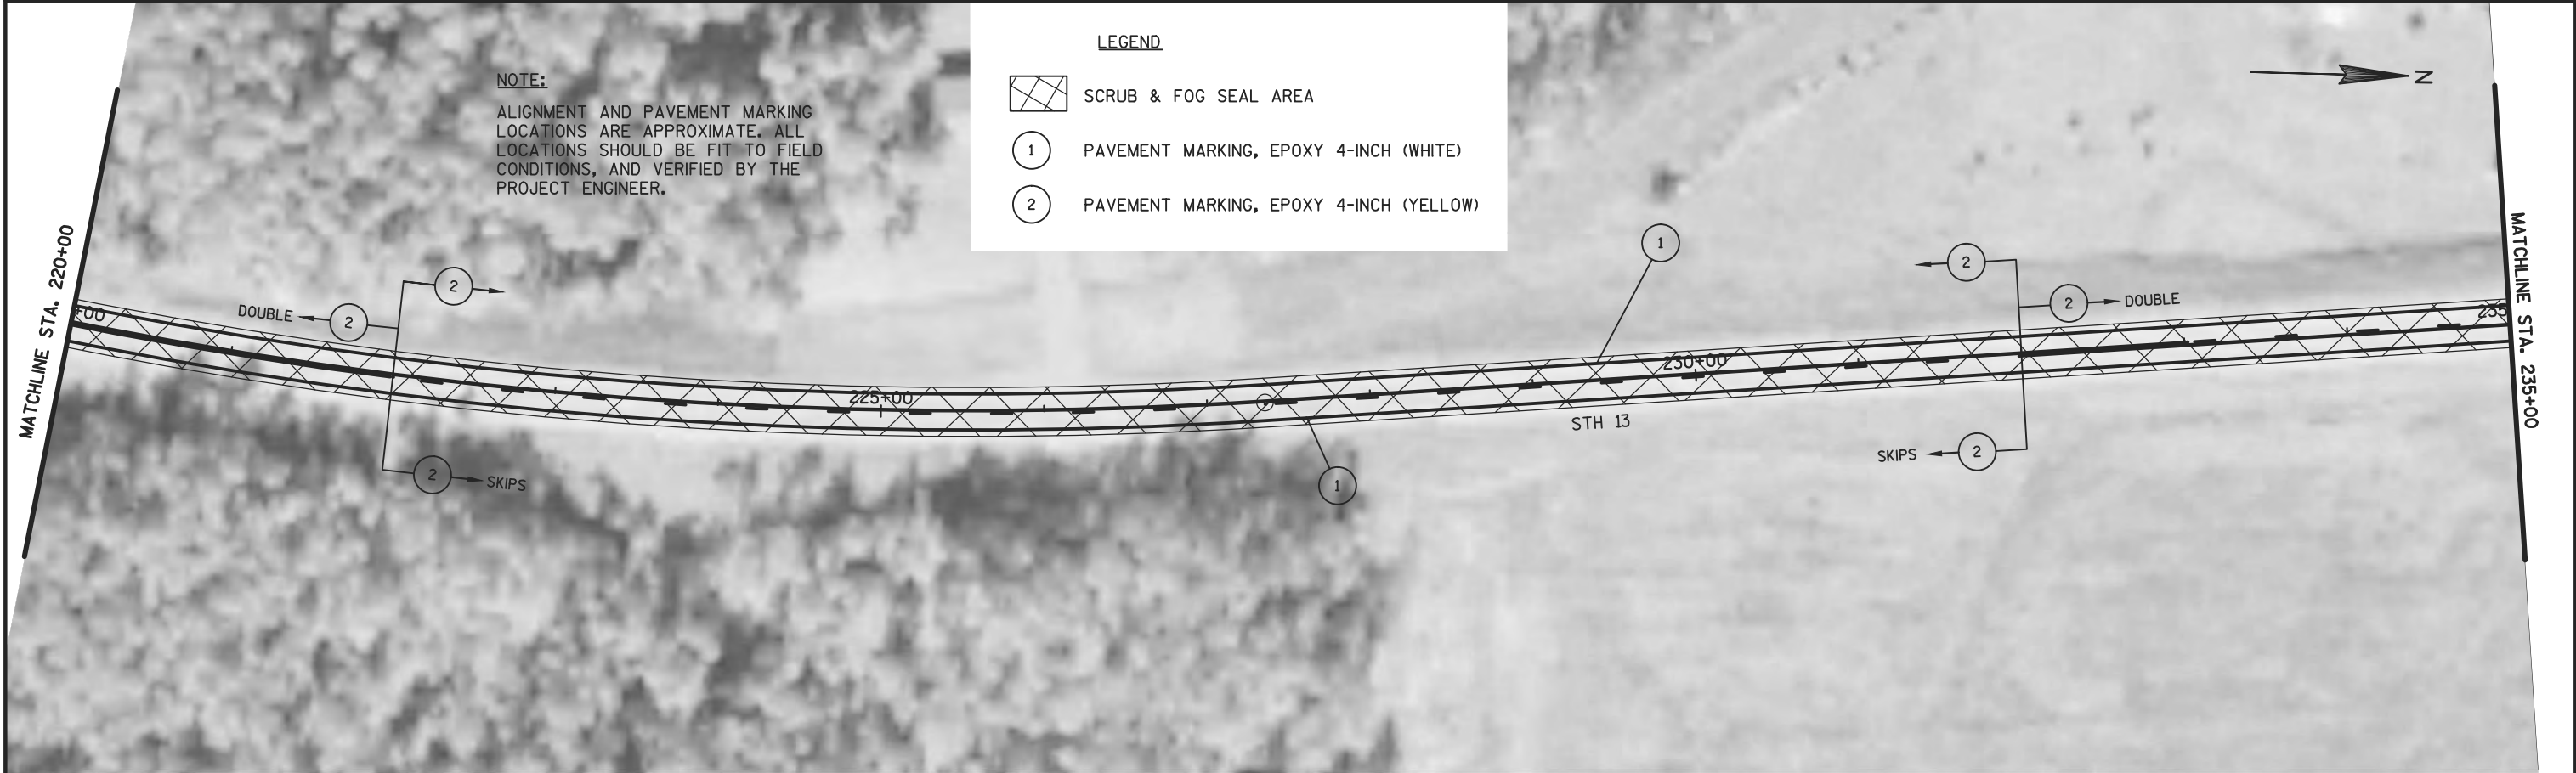 LEGEND
SCRUB & FOG SEAL AREA
1 PAVEMENT MARKING, EPOXY 4-INCH (WHITE)
2 PAVEMENT MARKING, EPOXY 4-INCH (YELLOW)
NOTE:
ALIGNMENT AND PAVEMENT MARKING
LOCATIONS ARE APPROXIMATE. ALL
LOCATIONS SHOULD BE FIT TO FIELD
CONDITIONS, AND VERIFIED BY THE
PROJECT ENGINEER.
N
MATCHLINE STA. 220+00
+00
DOUBLE 2
2
2 SKIPS
225+00
1
1
230+00
STH 13
2
2 DOUBLE
SKIPS 2
235
MATCHLINE STA. 235+00